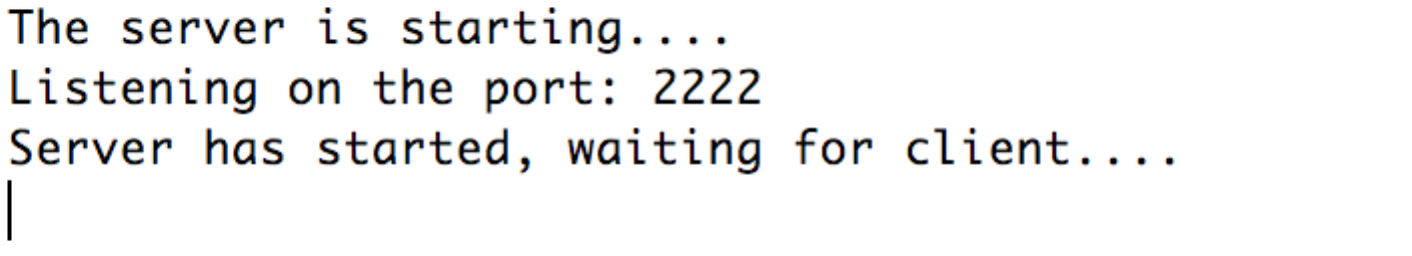 The server is starting....
Listening on the port: 2222
Server has started, waiting for client....